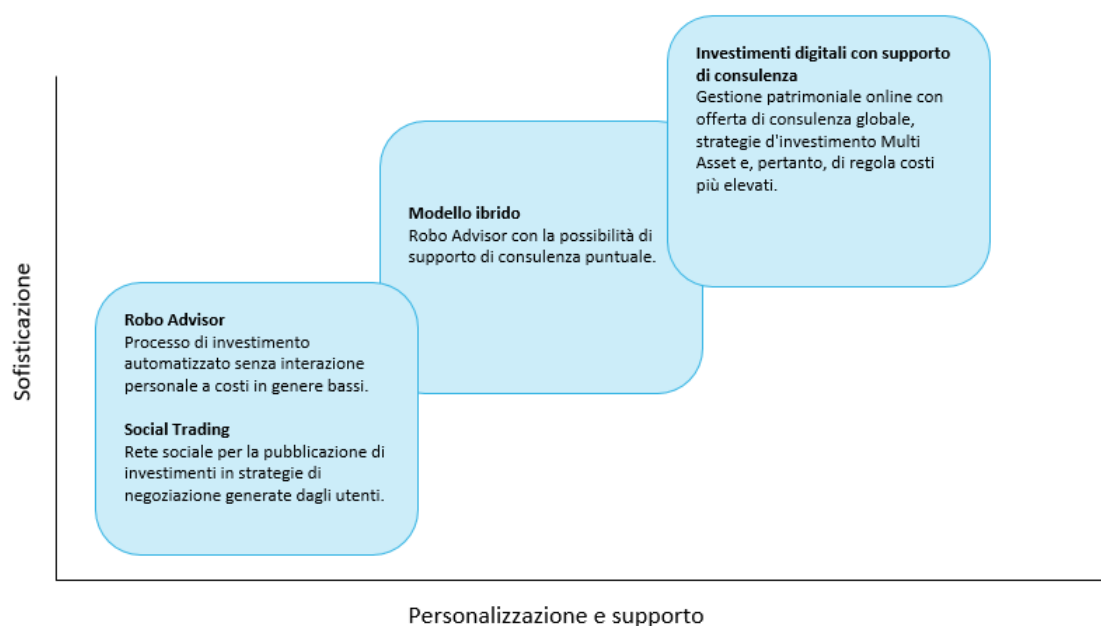 Investimenti digitali con supporto
di consulenza
Gestione patrimoniale online con
offerta di consulenza globale,
strategie d'investimento Multi
Asset e, pertanto, di regola costi
più elevati.
Modello ibrido
Robo Advisor con la possibilità di
supporto di consulenza puntuale.
Robo Advisor
Processo di investimento
automatizzato senza interazione
personale a costi in genere bassi.
Social Trading
Rete sociale per la pubblicazione di
investimenti in strategie di
negoziazione generate dagli utenti.
Sofisticazione
Personalizzazione e supporto